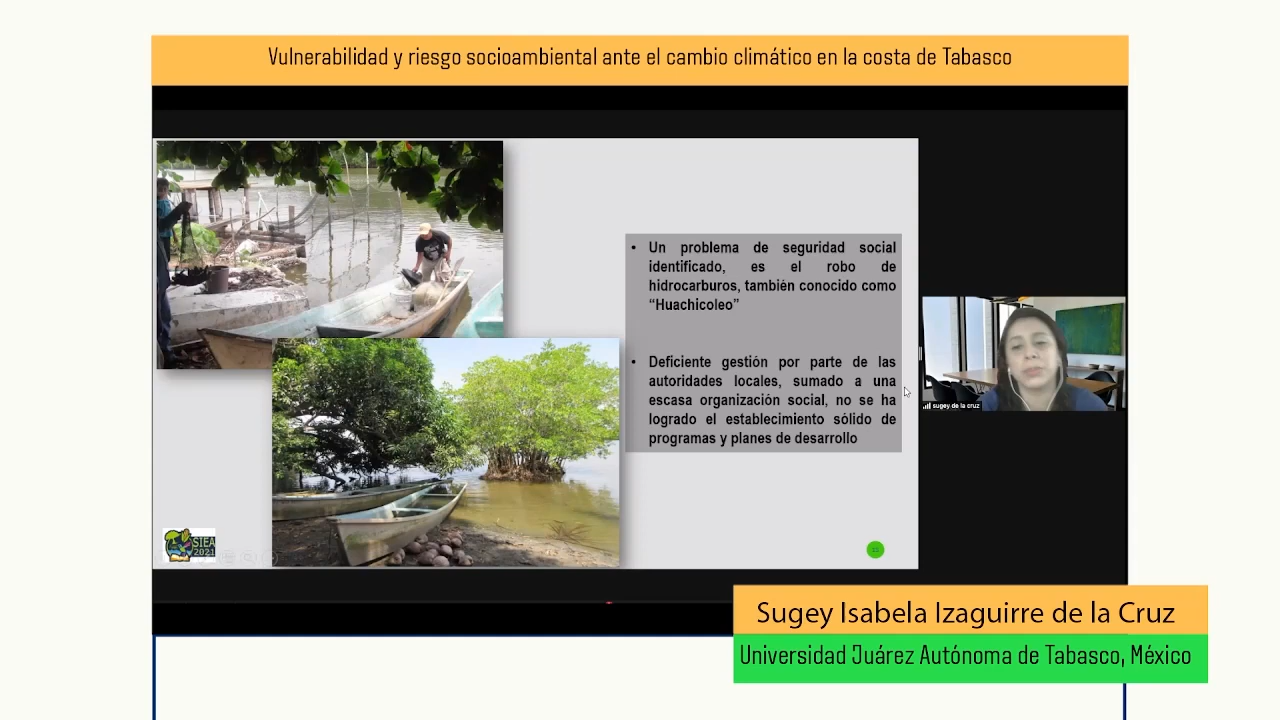 Vulnerabilidad y riesgo socioambiental ante el cambio climático en la costa de Tabasco
• Un problema de seguridad social
identificado, es el robo de
hidrocarburos, también conocido como
“Huachicoleo”
• Deficiente gestión por parte de las
autoridades locales, sumado a una
escasa organización social, no se ha
logrado el establecimiento sólido de
programas y planes de desarrollo
sugey de la cruz
SIEA
2021
Sugey Isabela Izaguirre de la Cruz
Universidad Juárez Autónoma de Tabasco, México